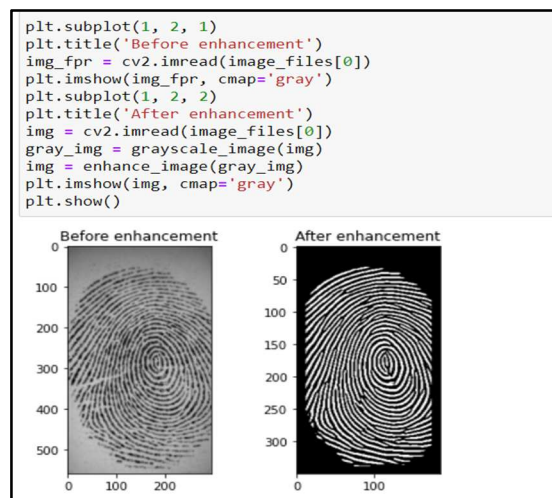 plt.subplot(1, 2, 1)
plt.title('Before enhancement')
img_fpr = cv2.imread(image_files[0])
plt.imshow(img_fpr, cmap='gray')
plt.subplot(1, 2, 2)
plt.title('After enhancement')
img = cv2.imread(image_files[0])
gray_img = grayscale_image(img)
img = enhance_image(gray_img)
plt.imshow(img, cmap='gray')
plt.show()
Before enhancement
0
100
200
300
400
500
0 100 200
After enhancement
0
50
100
150
200
250
300
0 100